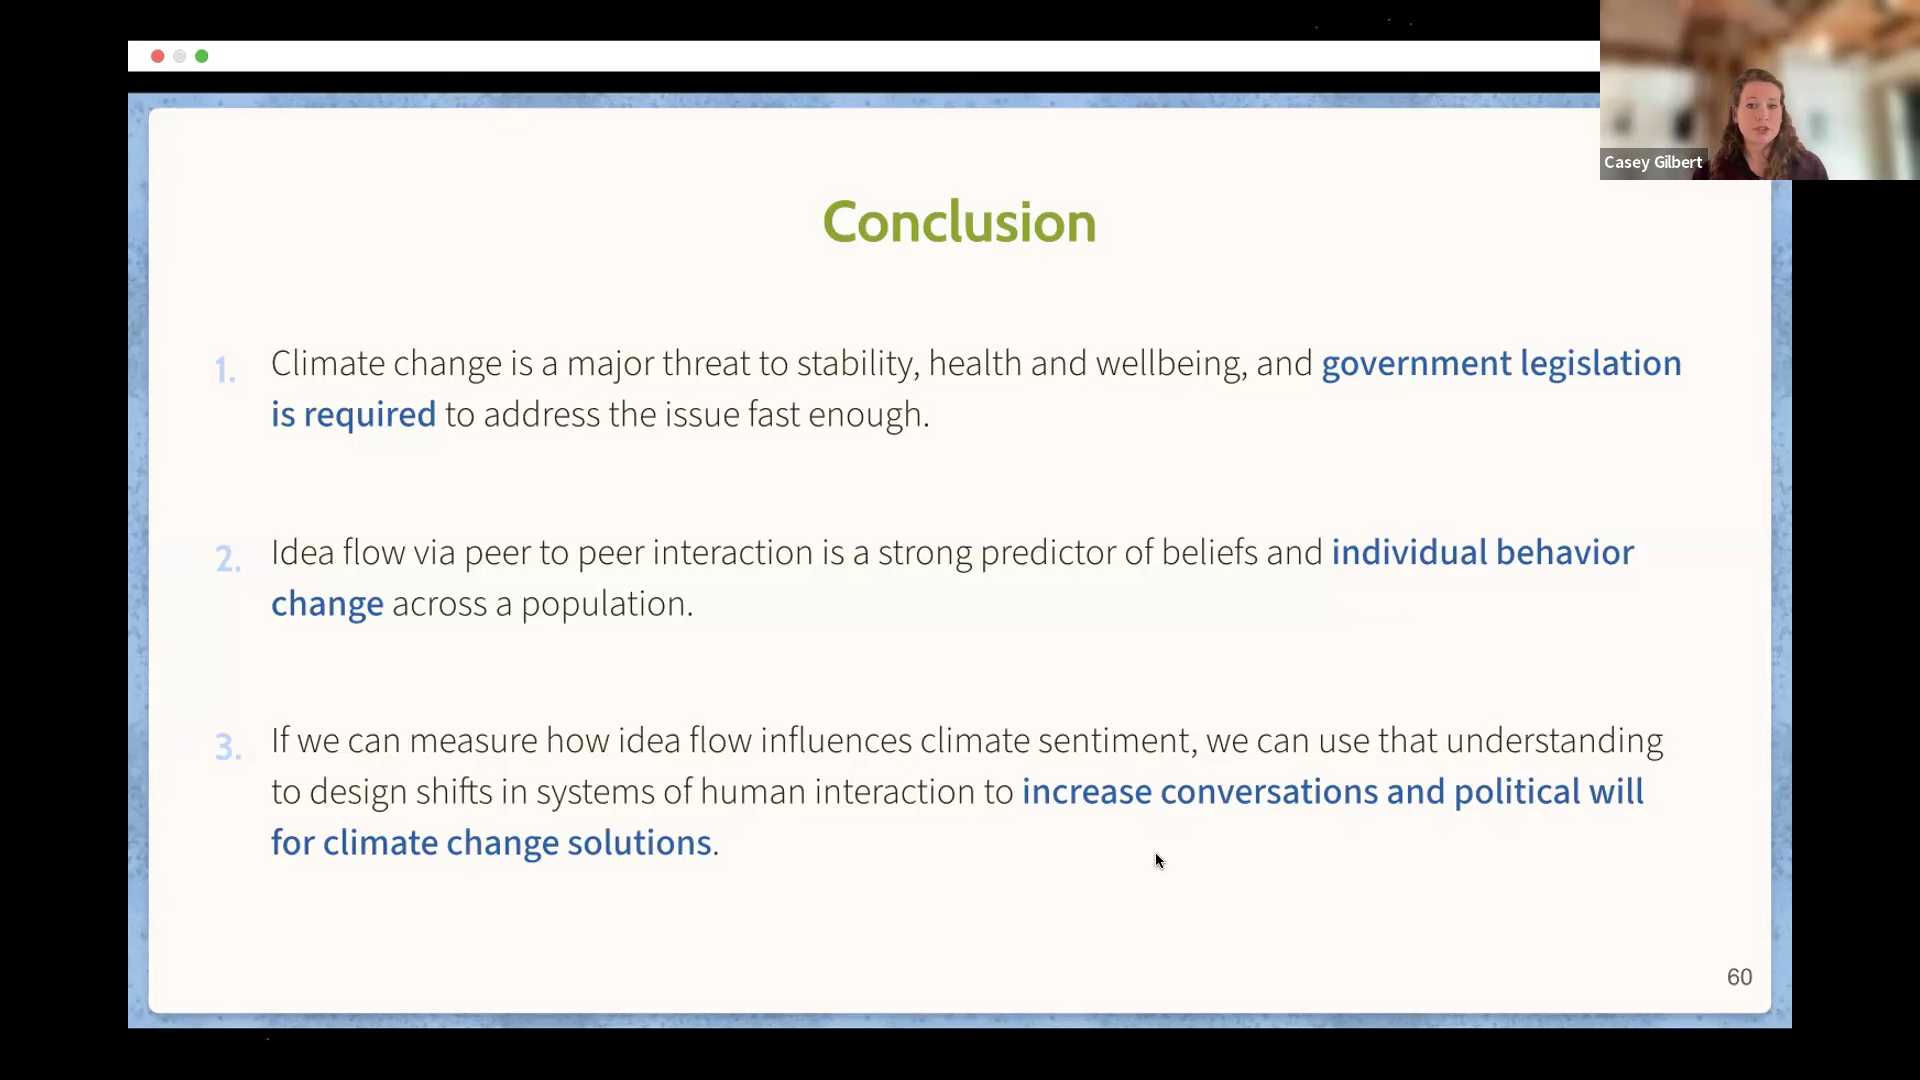 Casey Gilbert
Conclusion
1. Climate change is a major threat to stability, health and wellbeing, and government legislation
is required to address the issue fast enough.
2. Idea flow via peer to peer interaction is a strong predictor of beliefs and individual behavior
change across a population.
3. If we can measure how idea flow influences climate sentiment, we can use that understanding
to design shifts in systems of human interaction to increase conversations and political will
for climate change solutions.
60